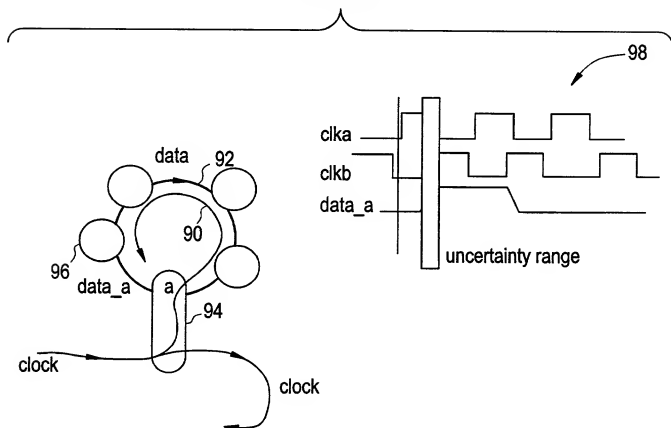 98
data
92
clka
clkb
90
data_a
96
uncertainty range
data_a
a
94
clock
clock